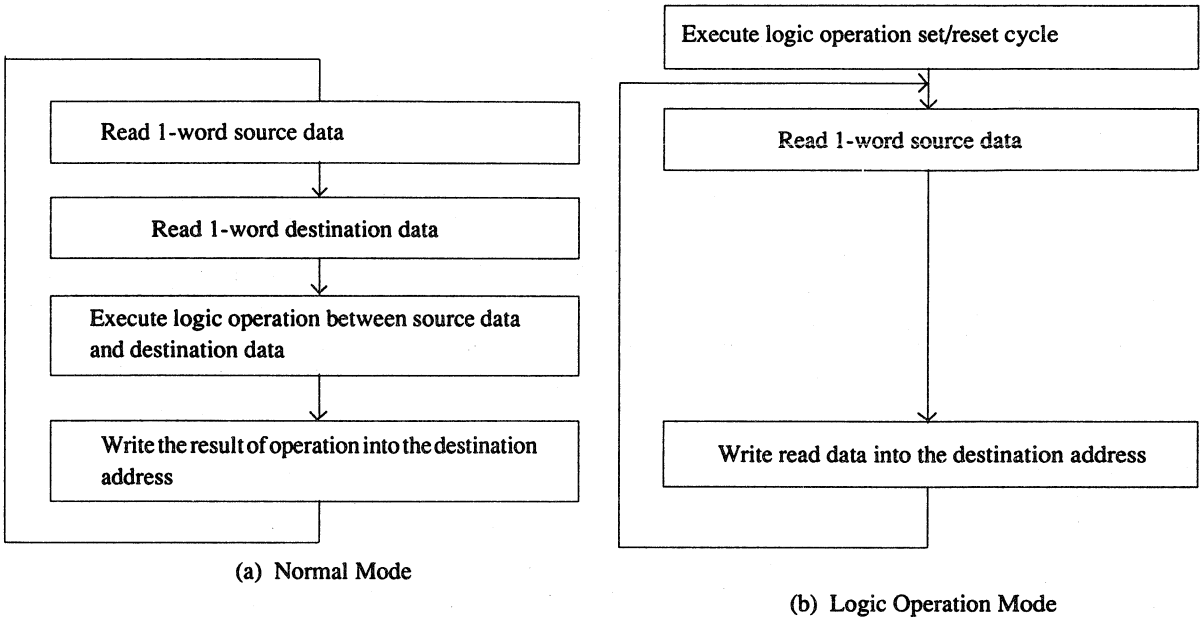 Read 1-word source data
Read 1-word destination data
Execute logic operation between source data
and destination data
Write the result of operation into the destination
address
(a) Normal Mode
Execute logic operation set/reset cycle
Read 1-word source data
Write read data into the destination address
(b) Logic Operation Mode